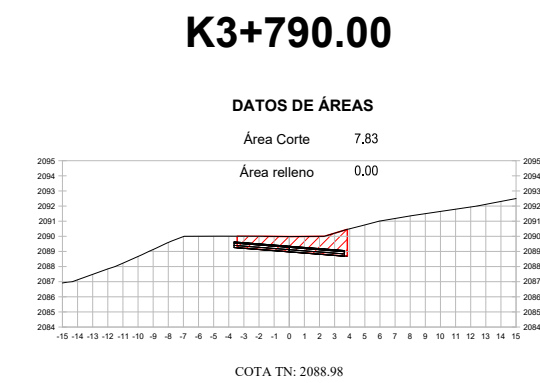 K3+790.00
DATOS DE ÁREAS
Área Corte 7.83
Área relleno 0.00
2095 2095
2094 2094
2093 2093
2092 2092
2091 2091
2090 2090
2089 2089
2088 2088
2087 2087
2086 2086
2085 2085
2084 2084
-15 -14 -13 -12 -11 -10 -9 -8 -7 -6 -5 -4 -3 -2 -1 0 1 2 3 4 5 6 7 8 9 10 11 12 13 14 15
COTA TN: 2088.98